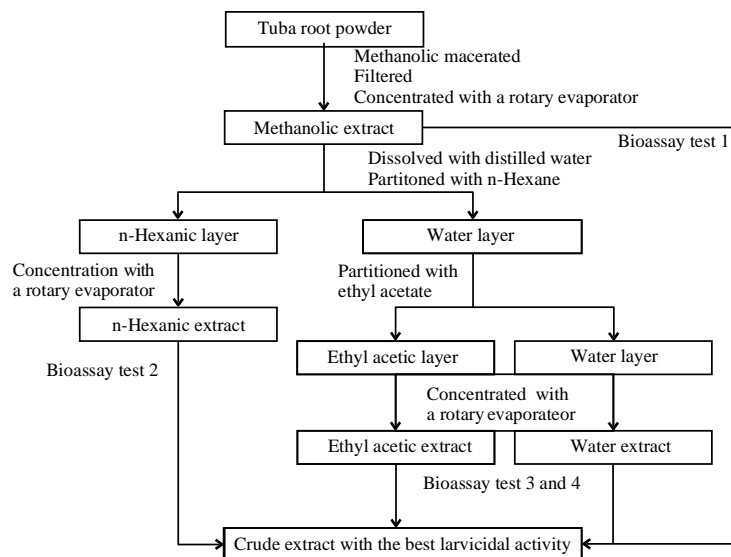 Tuba root powder
Methanolic macerated
Filtered
Concentrated with a rotary evaporator
Methanolic extract
Bioassay test 1
Dissolved with distilled water
Partitoned with n-Hexane
n-Hexanic layer
Water layer
Concentration with
a rotary evaporator
Partitioned with
ethyl acetate
n-Hexanic extract
Ethyl acetic layer
Water layer
Bioassay test 2
Concentrated with
a rotary evaporateor
Ethyl acetic extract
Water extract
Bioassay test 3 and 4
Crude extract with the best larvicidal activity